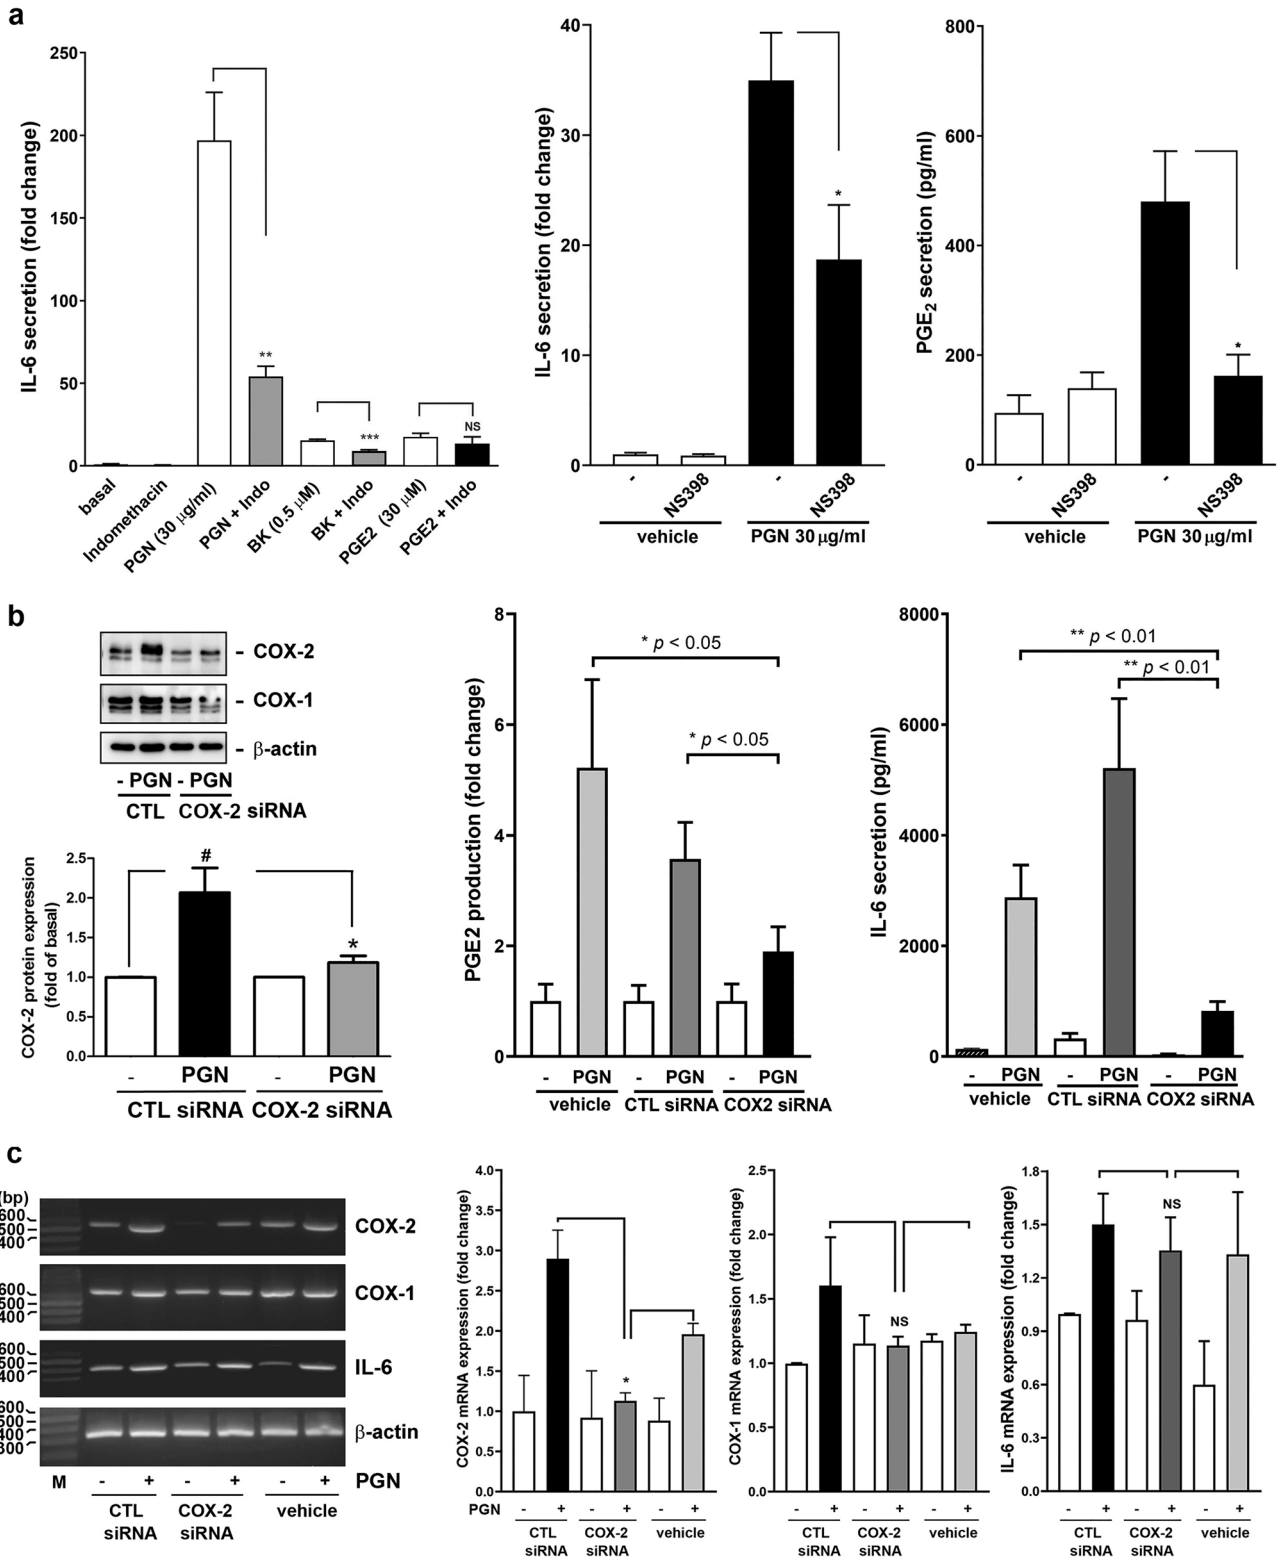 a
IL-6 secretion (fold change)
250
200
150
100
50
0
**
***
NS
basal
Indomethacin
PGN (30 µg/ml)
PGN + Indo
BK (0.5 µM)
BK + Indo
PGE2 (30 µM)
PGE2 + Indo
IL-6 secretion (fold change)
40
30
20
10
0
*
- NS398 - NS398
vehicle PGN 30 µg/ml
PGE2 secretion (pg/ml)
800
600
400
200
0
*
- NS398 - NS398
vehicle PGN 30 µg/ml
b
- COX-2
- COX-1
- β-actin
- PGN - PGN
CTL COX-2 siRNA
COX-2 protein expression
(fold of basal)
2.5
2.0
1.5
1.0
0.5
0.0
#
*
- PGN - PGN
CTL siRNA COX-2 siRNA
PGE2 production (fold change)
8
6
4
2
0
* p < 0.05
* p < 0.05
- PGN - PGN - PGN
vehicle CTL siRNA COX2 siRNA
IL-6 secretion (pg/ml)
8000
6000
4000
2000
0
** p < 0.01
** p < 0.01
- PGN - PGN - PGN
vehicle CTL siRNA COX2 siRNA
c
(bp)
600
500
400
COX-2
600
500
400
COX-1
600
500
400
IL-6
600
500
400
300
β-actin
M - + - + - + PGN
CTL
siRNA
COX-2
siRNA
vehicle
COX-2 mRNA expression (fold change)
4.0
3.5
3.0
2.5
2.0
1.5
1.0
0.5
0.0
*
PGN - + - + - +
CTL
siRNA
COX-2
siRNA
vehicle
COX-1 mRNA expression (fold change)
2.5
2.0
1.5
1.0
0.5
0.0
NS
- + - + - +
CTL
siRNA
COX-2
siRNA
vehicle
IL-6 mRNA expression (fold change)
1.8
1.5
1.2
0.9
0.6
0.3
0.0
NS
- + - + - +
CTL
siRNA
COX-2
siRNA
vehicle